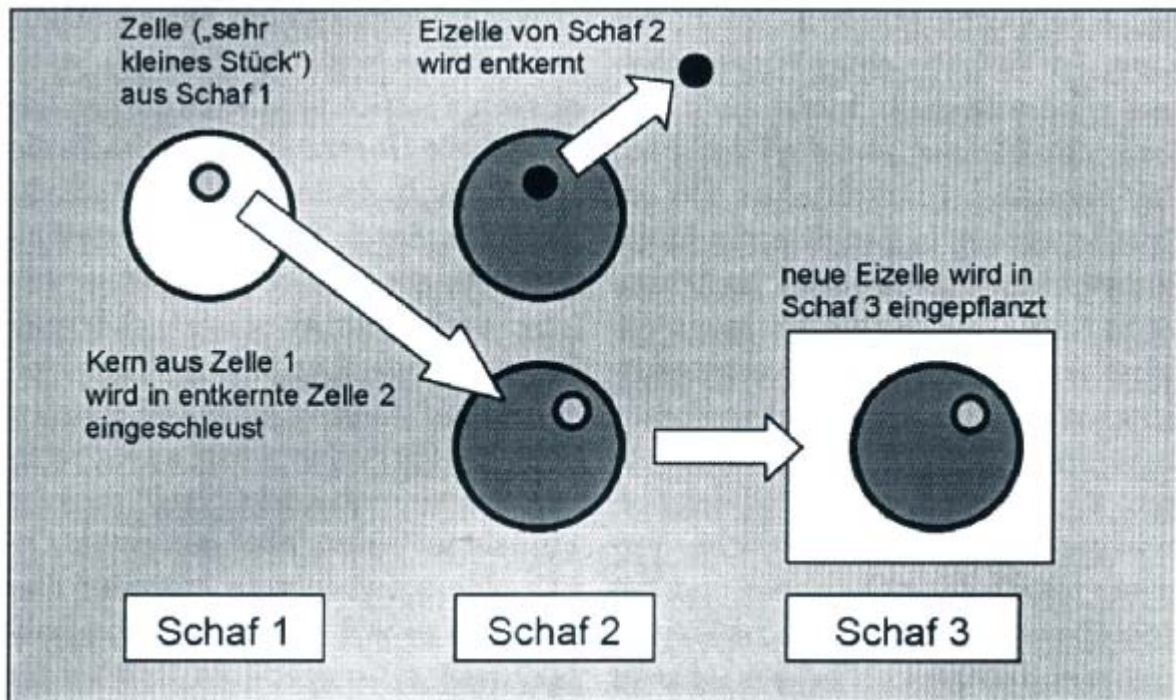 Zelle („sehr
kleines Stück“)
aus Schaf 1
Eizelle von Schaf 2
wird entkernt
neue Eizelle wird in
Schaf 3 eingepflanzt
Kern aus Zelle 1
wird in entkernte Zelle 2
eingeschleust
Schaf 1
Schaf 2
Schaf 3